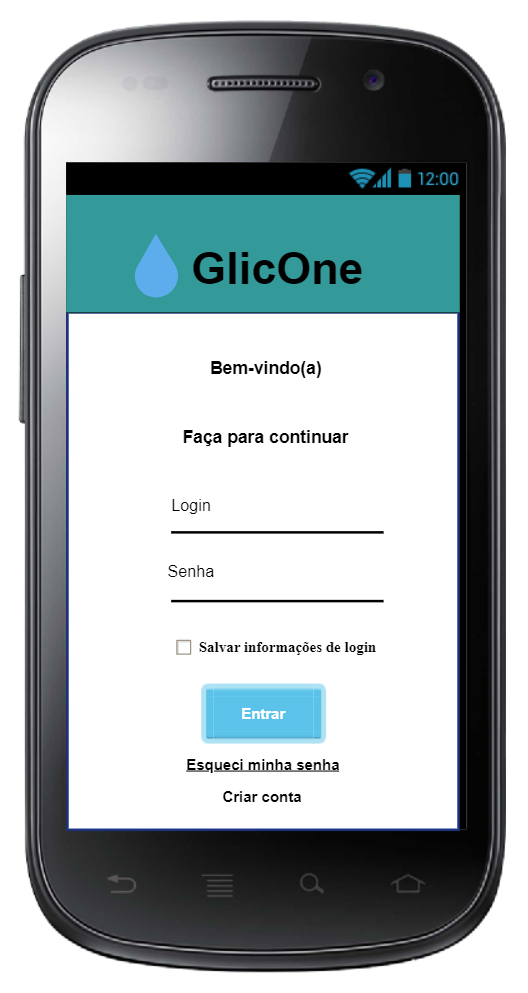 12:00
GlicOne
Bem-vindo(a)
Faça para continuar
Login
Senha
Salvar informações de login
Entrar
Esqueci minha senha
Criar conta